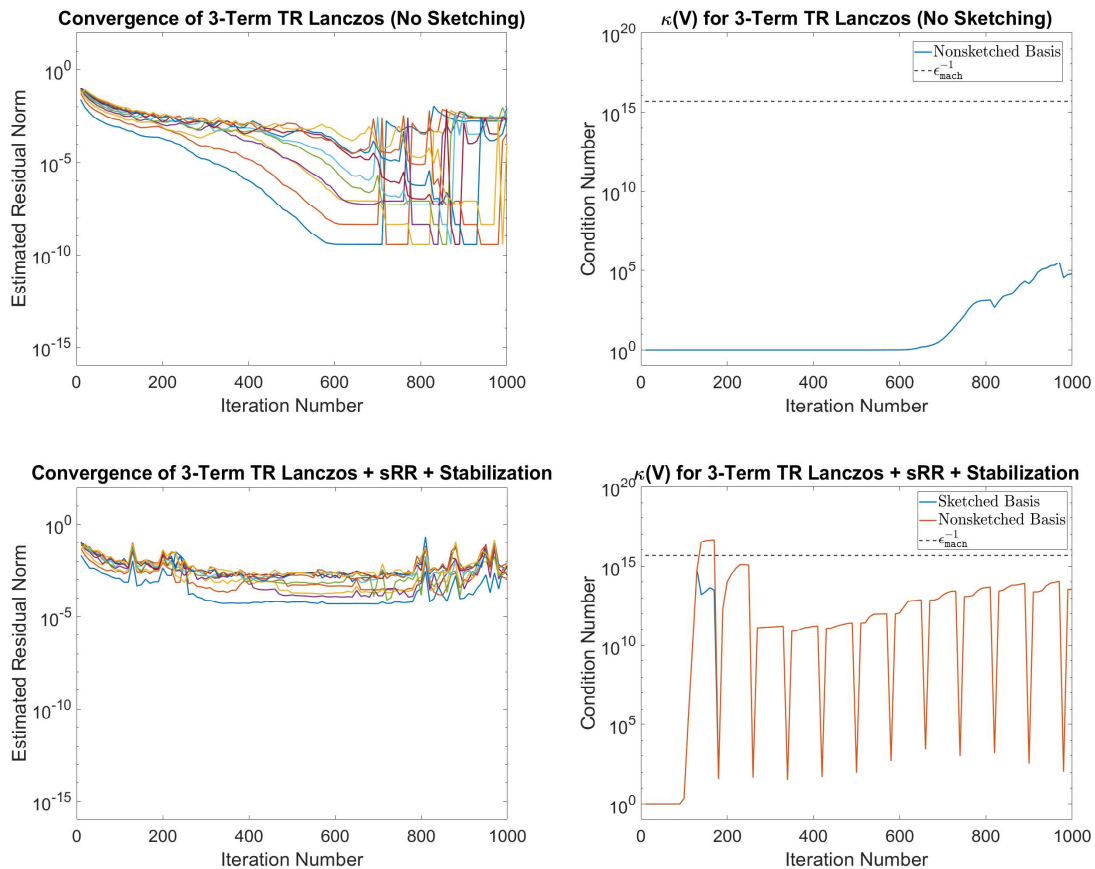 Convergence of 3-Term TR Lanczos (No Sketching)
Estimated Residual Norm
10^0
10^-5
10^-10
10^-15
0 200 400 600 800 1000
Iteration Number
κ(V) for 3-Term TR Lanczos (No Sketching)
Condition Number
10^20
10^15
10^10
10^5
10^0
Nonsketched Basis
ϵ_mach^-1
0 200 400 600 800 1000
Iteration Number
Convergence of 3-Term TR Lanczos + sRR + Stabilization
Estimated Residual Norm
10^0
10^-5
10^-10
10^-15
0 200 400 600 800 1000
Iteration Number
κ(V) for 3-Term TR Lanczos + sRR + Stabilization
Condition Number
10^20
10^15
10^10
10^5
10^0
Sketched Basis
Nonsketched Basis
ϵ_mach^-1
0 200 400 600 800 1000
Iteration Number